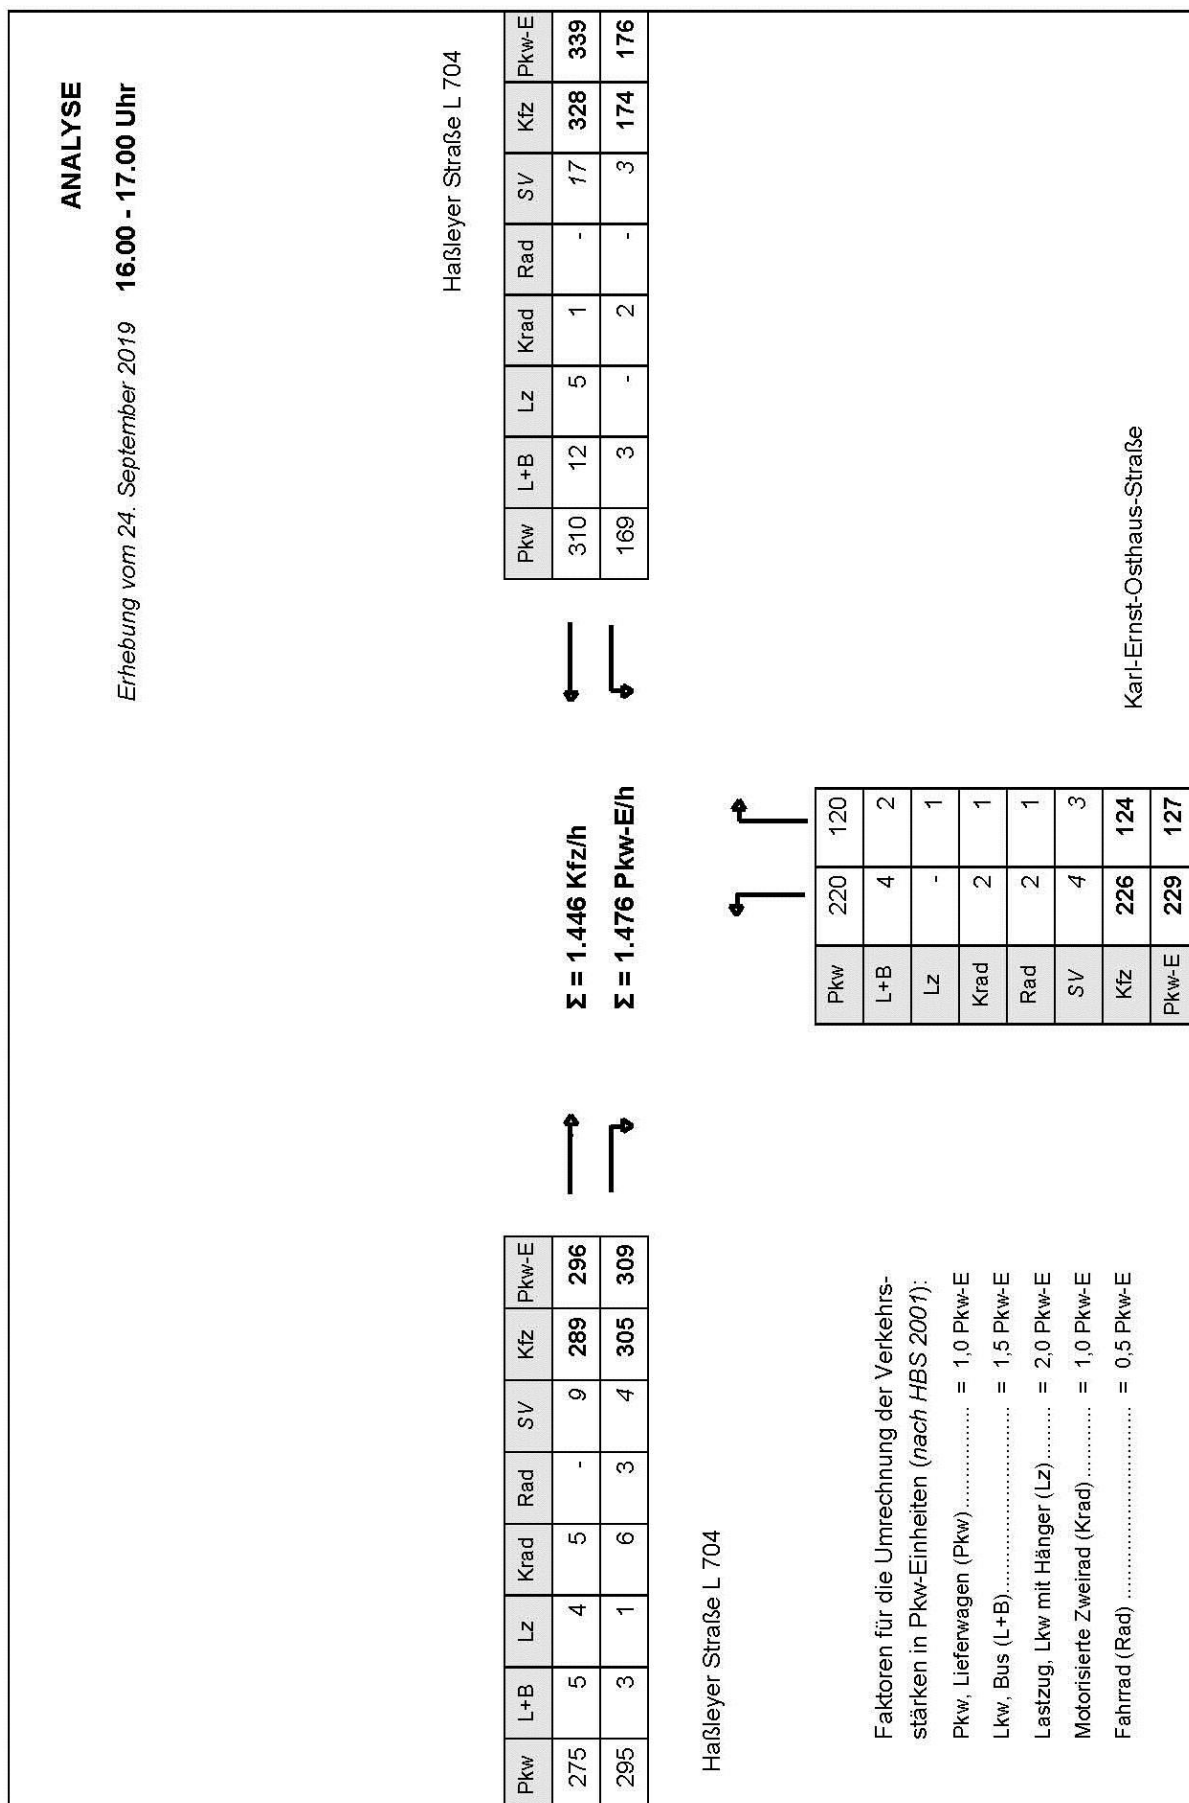 ANALYSE
Erhebung vom 24. September 2019 16.00 - 17.00 Uhr
Haßleyer Straße L 704
Pkw L+B Lz Krad Rad SV Kfz Pkw-E
310 12 5 1 - 17 328 339
169 3 - 2 - 3 174 176
Pkw L+B Lz Krad Rad SV Kfz Pkw-E
275 5 4 5 - 9 289 296
295 3 1 6 3 4 305 309
Σ = 1.446 Kfz/h
Σ = 1.476 Pkw-E/h
Haßleyer Straße L 704
Pkw 220 120
L+B 4 2
Lz - 1
Krad 2 1
Rad 2 1
SV 4 3
Kfz 226 124
Pkw-E 229 127
Karl-Ernst-Osthaus-Straße
Faktoren für die Umrechnung der Verkehrs-
stärken in Pkw-Einheiten (nach HBS 2001):
Pkw, Lieferwagen (Pkw)................. = 1,0 Pkw-E
Lkw, Bus (L+B)............................... = 1,5 Pkw-E
Lastzug, Lkw mit Hänger (Lz).......... = 2,0 Pkw-E
Motorisierte Zweirad (Krad)............ = 1,0 Pkw-E
Fahrrad (Rad) ................................. = 0,5 Pkw-E